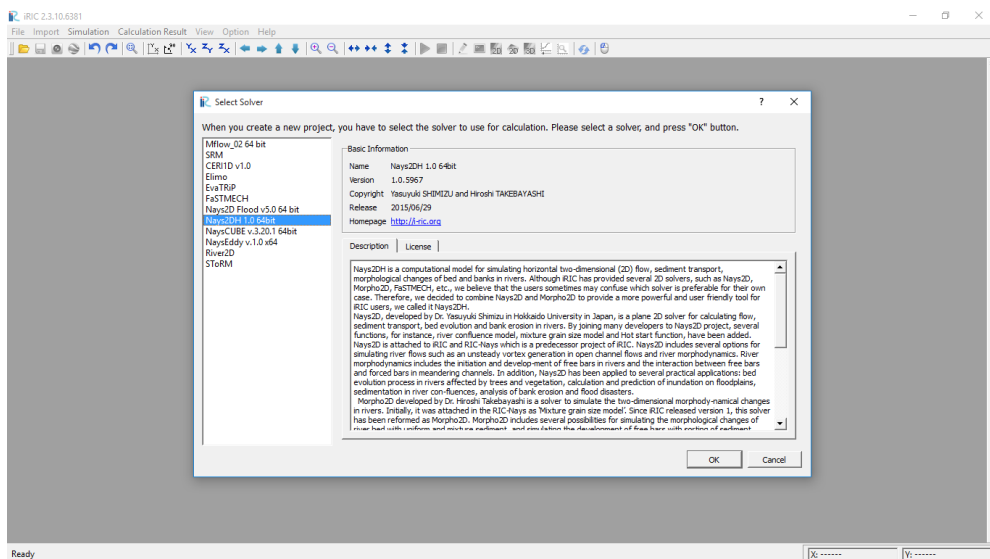 iRIC 2.3.10.6381
File Import Simulation Calculation Result View Option Help
Select Solver
When you create a new project, you have to select the solver to use for calculation. Please select a solver, and press "OK" button.
Mflow_02 64 bit
SRM
CERI1D v1.0
Elimo
EvaTRiP
FaSTMECH
Nays2D Flood v5.0 64 bit
Nays2DH 1.0 64bit
NaysCUBE v.3.20.1 64bit
NaysEddy v.1.0 x64
River2D
SToRM
Basic Information
Name Nays2DH 1.0 64bit
Version 1.0.5967
Copyright Yasuyuki SHIMIZU and Hiroshi TAKEBAYASHI
Release 2015/06/29
Homepage http://i-ric.org
Description License
Nays2DH is a computational model for simulating horizontal two-dimensional (2D) flow, sediment transport,
morphological changes of bed and banks in rivers. Although iRIC has provided several 2D solvers, such as Nays2D,
Morpho2D, FaSTMECH, etc., we believe that the users sometimes may confuse which solver is preferable for their own
case. Therefore, we decided to combine Nays2D and Morpho2D to provide a more powerful and user friendly tool for
iRIC users, we called it Nays2DH.
Nays2D, developed by Dr. Yasuyuki Shimizu in Hokkaido University in Japan, is a plane 2D solver for calculating flow,
sediment transport, bed evolution and bank erosion in rivers. By joining many developers to Nays2D project, several
functions, for instance, river confluence model, mixture grain size model and Hot start function, have been added.
Nays2D is attached to iRIC and RIC-Nays which is a predecessor project of iRIC. Nays2D includes several options for
simulating river flows such as an unsteady vortex generation in open channel flows and river morphodynamics. River
morphodynamics includes the initiation and develop-ment of free bars in rivers and the interaction between free bars
and forced bars in meandering channels. In addition, Nays2D has been applied to several practical applications: bed
evolution process in rivers affected by trees and vegetation, calculation and prediction of inundation on floodplains,
sedimentation in river con-fluences, analysis of bank erosion and flood disasters.
Morpho2D developed by Dr. Hiroshi Takebayashi is a solver to simulate the two-dimensional morphody-namical changes
in rivers. Initially, it was attached in the RIC-Nays as 'Mixture grain size model'. Since iRIC released version 1, this solver
has been reformed as Morpho2D. Morpho2D includes several possibilities for simulating the morphological changes of
river bed with uniform and mixture sediment, and simulating the development of free bars with sorting of sediment
OK Cancel
Ready X: ------ Y: ------